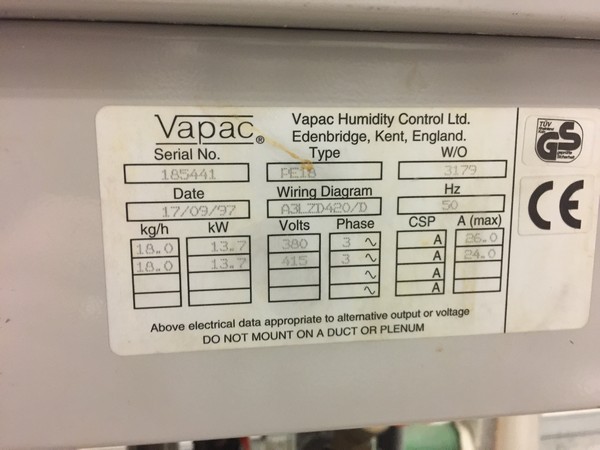 Vapac®
Vapac Humidity Control Ltd.
Edenbridge, Kent, England.
Serial No. Type W/O
185441 PE18 3179
Date Wiring Diagram Hz
17/09/97 A3LZD420/D 50
kg/h kW Volts Phase CSP A (max)
18.0 13.7 380 3 ∿ A 26.0
18.0 13.7 415 3 ∿ A 24.0
∿ A
∿ A
Above electrical data appropriate to alternative output or voltage
DO NOT MOUNT ON A DUCT OR PLENUM
TÜV
GS
CE